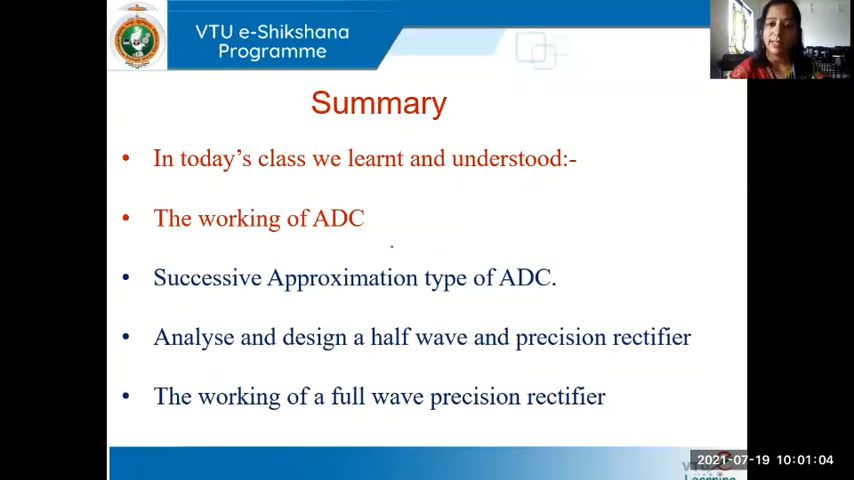 VTU e-Shikshana
Programme
Summary
• In today's class we learnt and understood:-
• The working of ADC
• Successive Approximation type of ADC.
• Analyse and design a half wave and precision rectifier
• The working of a full wave precision rectifier
2021-07-19 10:01:04